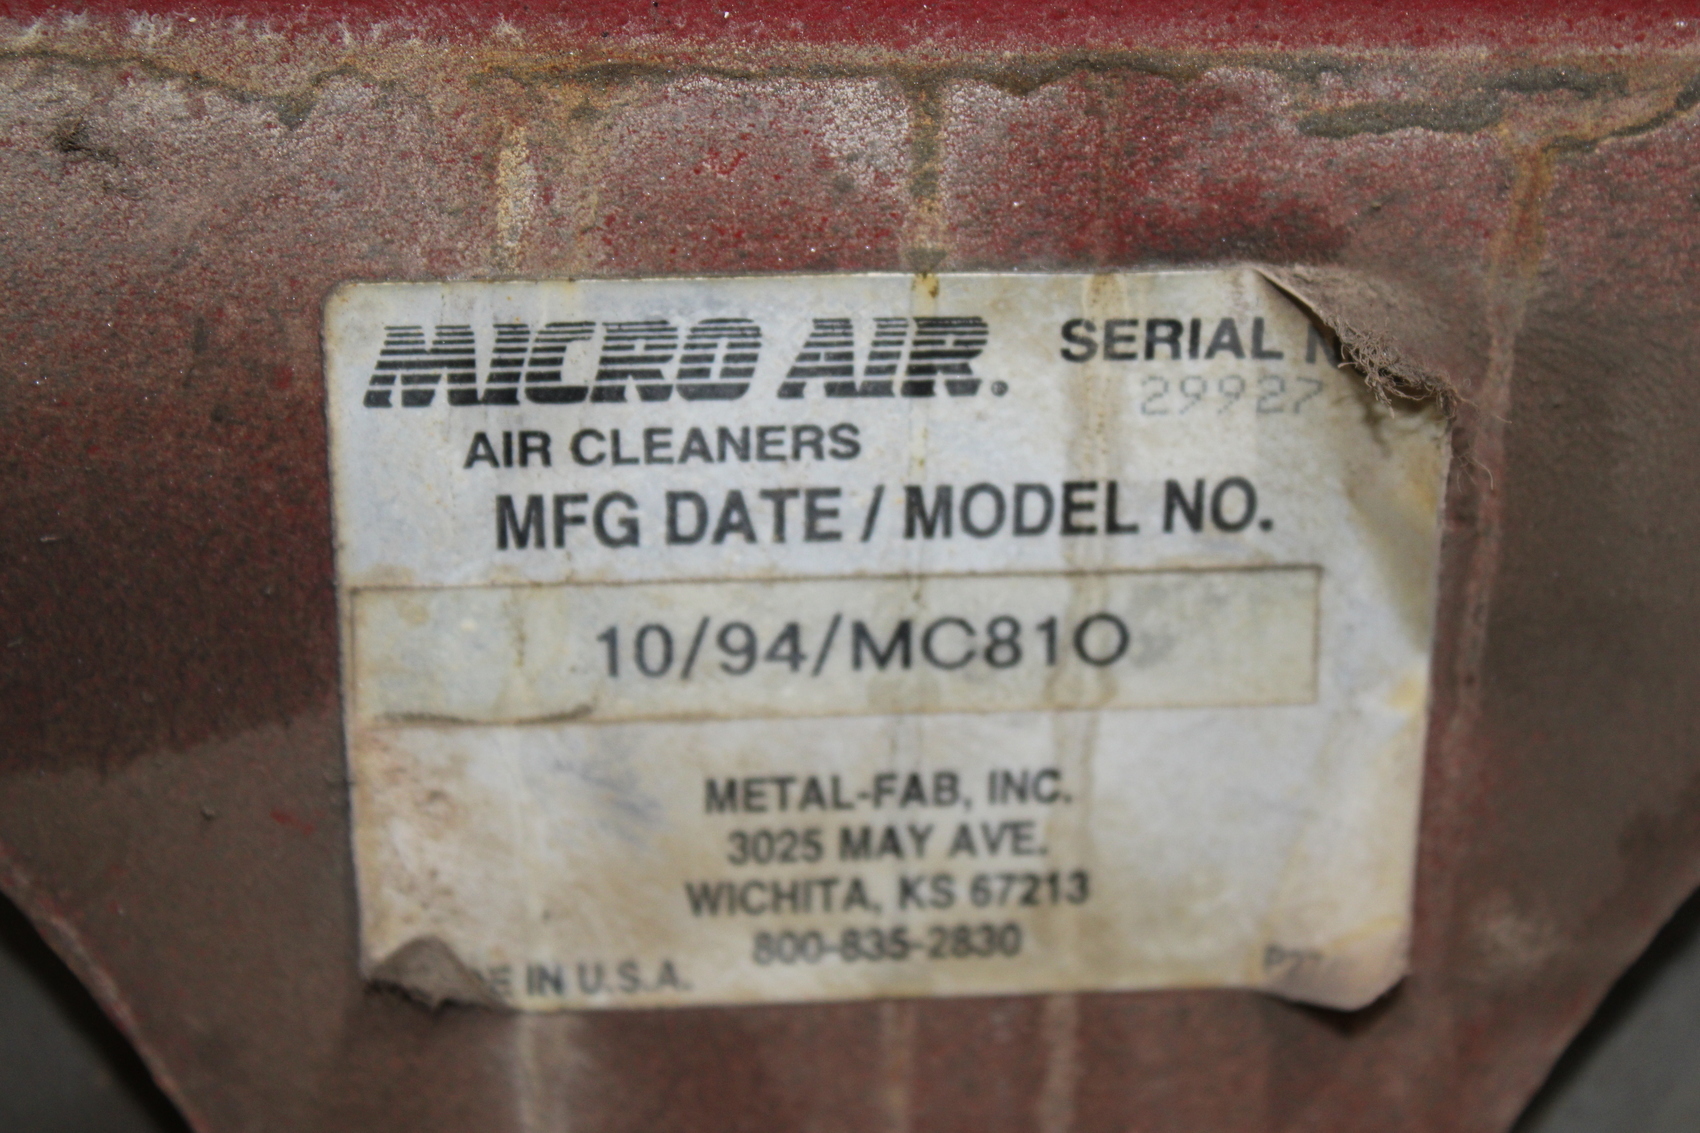 MICRO AIR. SERIAL
29927
AIR CLEANERS
MFG DATE / MODEL NO.
10/94/MC810
METAL-FAB, INC.
3025 MAY AVE.
WICHITA, KS 67213
800-835-2830
E IN U.S.A.